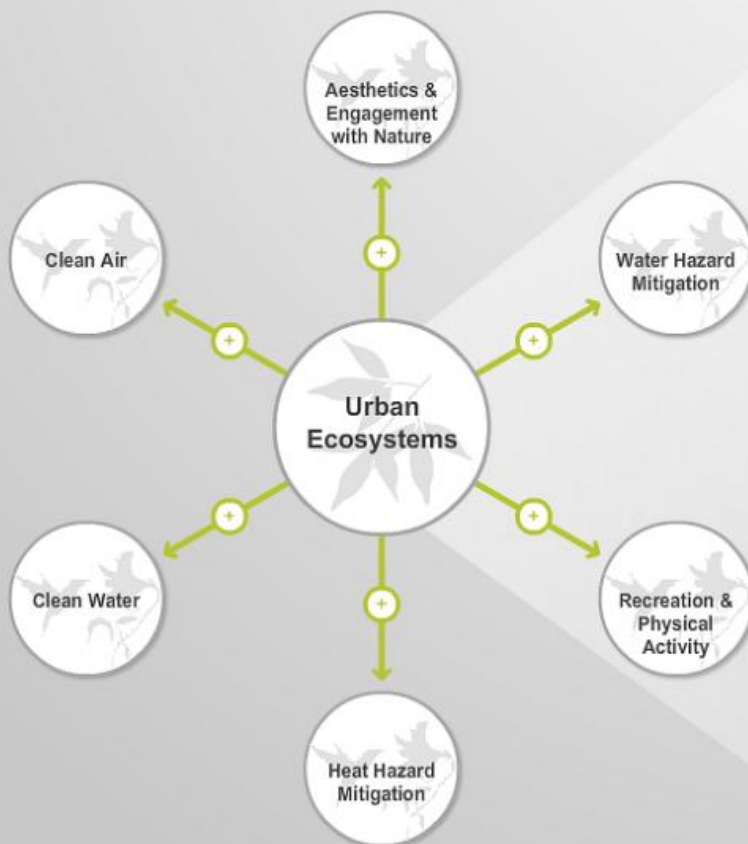 Aesthetics &
Engagement
with Nature
Clean Air
Water Hazard
Mitigation
+
+
+
Urban
Ecosystems
+
+
+
Clean Water
Recreation &
Physical
Activity
Heat Hazard
Mitigation